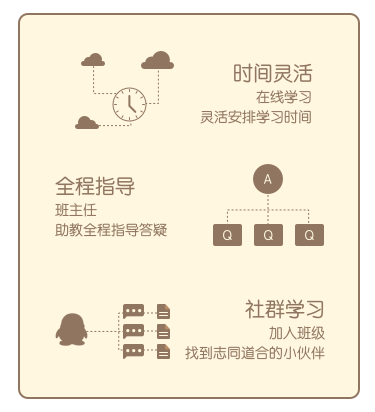 时间灵活
在线学习
灵活安排学习时间
全程指导
班主任
助教全程指导答疑
A
Q Q Q
社群学习
加入班级
找到志同道合的小伙伴